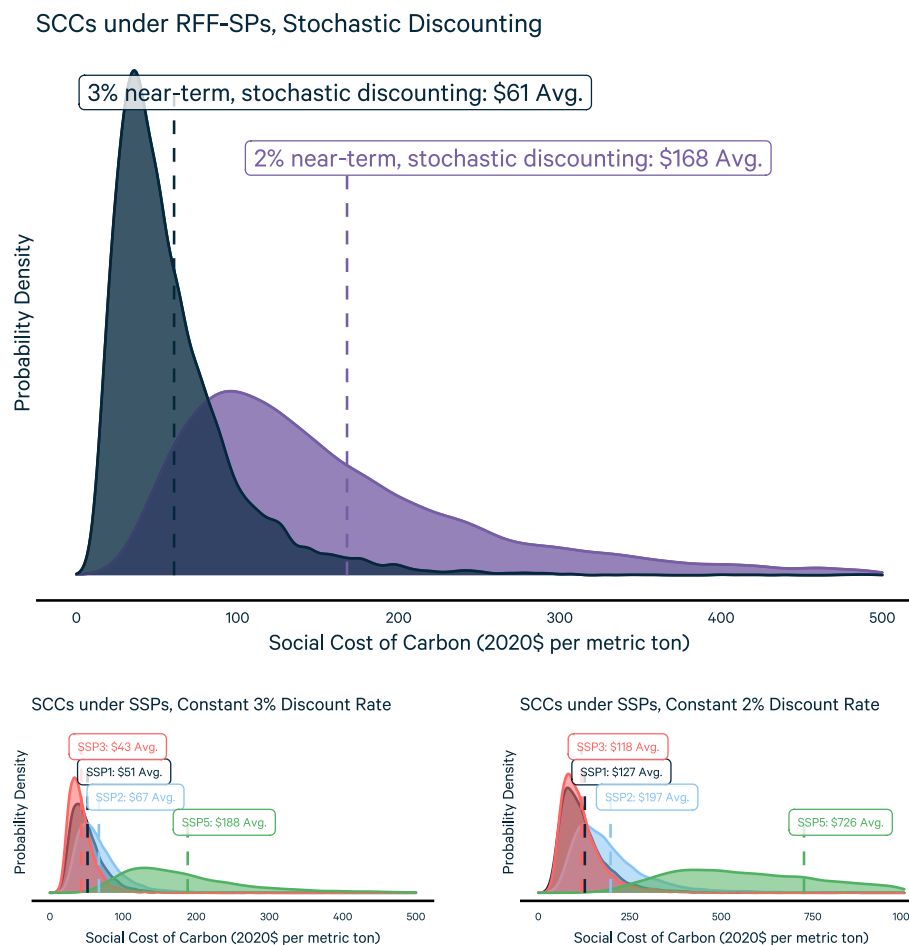 SCCs under RFF-SPs, Stochastic Discounting
3% near-term, stochastic discounting: $61 Avg.
2% near-term, stochastic discounting: $168 Avg.
Probability Density
0 100 200 300 400 500
Social Cost of Carbon (2020$ per metric ton)
SCCs under SSPs, Constant 3% Discount Rate
SSP3: $43 Avg.
SSP1: $51 Avg.
SSP2: $67 Avg.
SSP5: $188 Avg.
Probability Density
0 100 200 300 400 500
Social Cost of Carbon (2020$ per metric ton)
SCCs under SSPs, Constant 2% Discount Rate
SSP3: $118 Avg.
SSP1: $127 Avg.
SSP2: $197 Avg.
SSP5: $726 Avg.
Probability Density
0 250 500 750
Social Cost of Carbon (2020$ per metric ton)